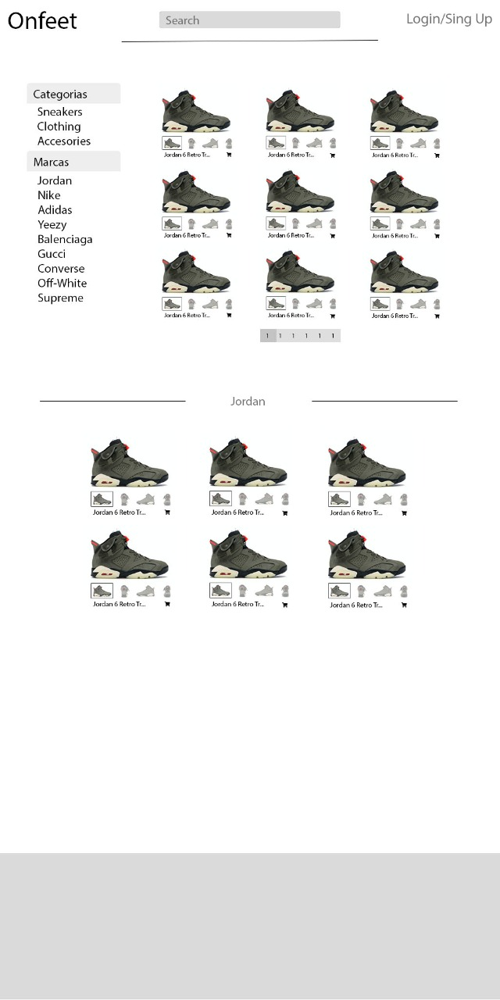 Onfeet
Search
Login/Sing Up
Categorias
Sneakers
Clothing
Accesories
Marcas
Jordan
Nike
Adidas
Yeezy
Balenciaga
Gucci
Converse
Off-White
Supreme
Jordan 6 Retro Tr... Jordan 6 Retro Tr... Jordan 6 Retro Tr...
Jordan 6 Retro Tr... Jordan 6 Retro Tr... Jordan 6 Retro Tr...
Jordan 6 Retro Tr... Jordan 6 Retro Tr... Jordan 6 Retro Tr...
1 1 1 1 1 1
Jordan
Jordan 6 Retro Tr... Jordan 6 Retro Tr... Jordan 6 Retro Tr...
Jordan 6 Retro Tr... Jordan 6 Retro Tr... Jordan 6 Retro Tr...